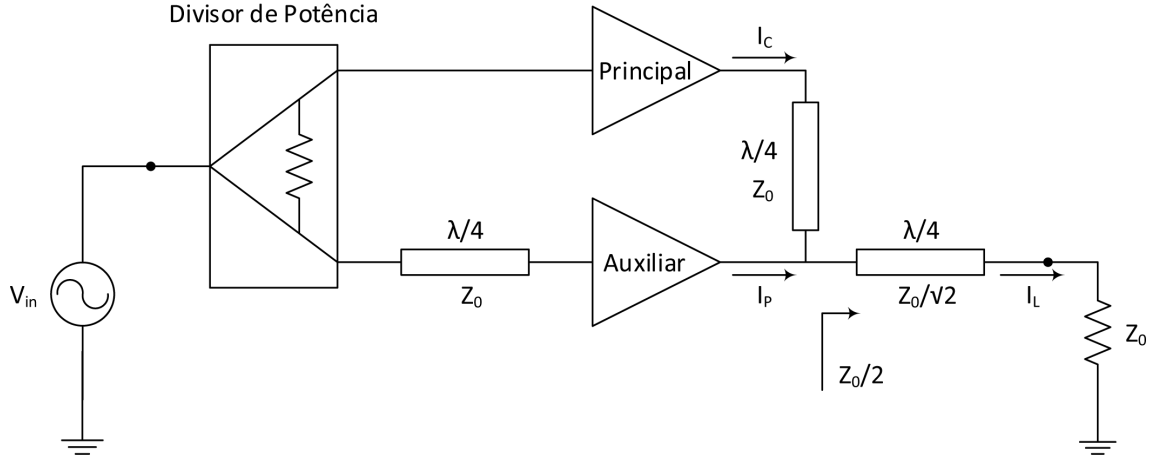 Divisor de Potência
Principal
I_C
λ/4
Z_0
V_in
λ/4
Z_0
Auxiliar
I_P
λ/4
Z_0/√2
I_L
Z_0
Z_0/2